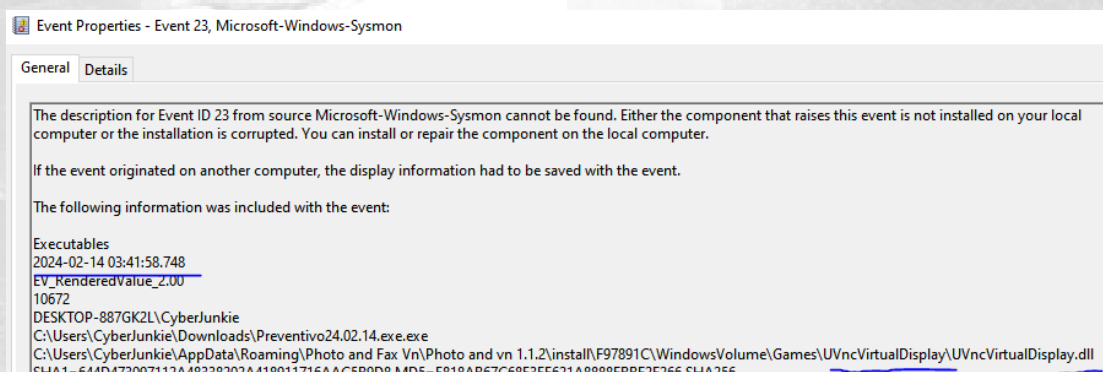 Event Properties - Event 23, Microsoft-Windows-Sysmon
General Details
The description for Event ID 23 from source Microsoft-Windows-Sysmon cannot be found. Either the component that raises this event is not installed on your local
computer or the installation is corrupted. You can install or repair the component on the local computer.
If the event originated on another computer, the display information had to be saved with the event.
The following information was included with the event:
Executables
2024-02-14 03:41:58.748
EV_RenderedValue_2.00
10672
DESKTOP-887GK2L\CyberJunkie
C:\Users\CyberJunkie\Downloads\Preventivo24.02.14.exe.exe
C:\Users\CyberJunkie\AppData\Roaming\Photo and Fax Vn\Photo and vn 1.1.2\install\F97891C\WindowsVolume\Games\UVncVirtualDisplay\UVncVirtualDisplay.dll